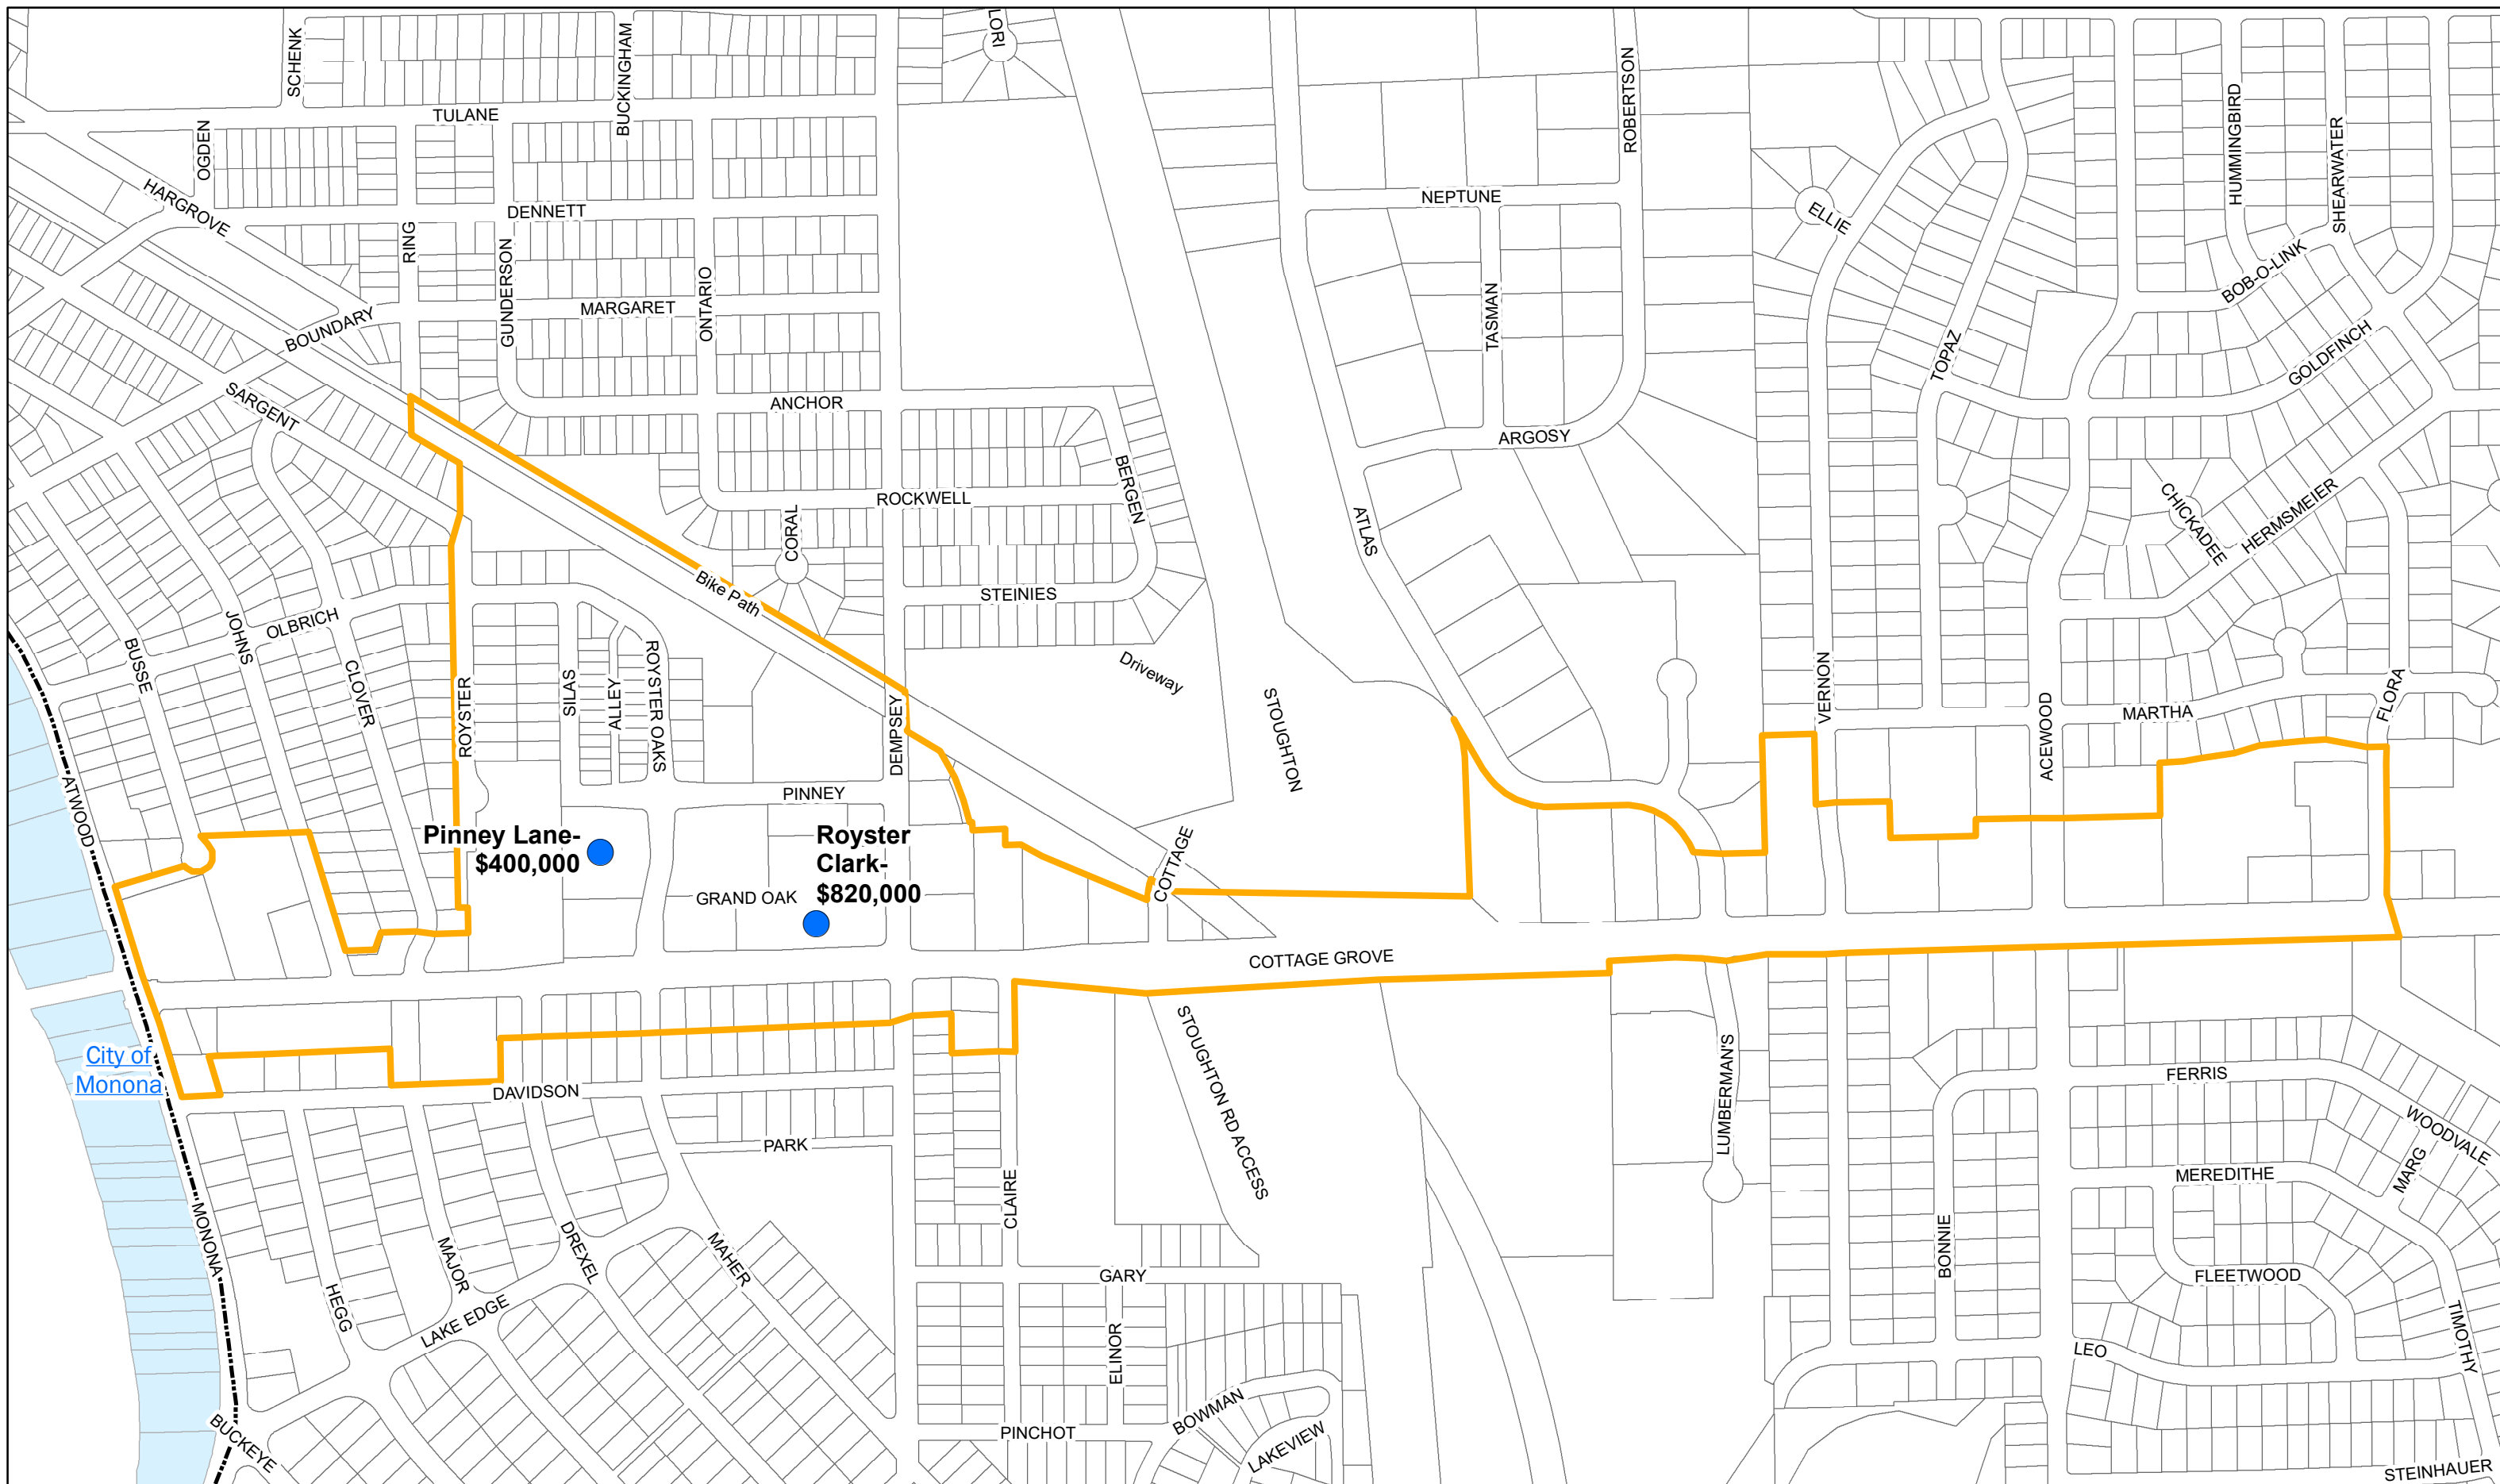 SCHENK
BUCKINGHAM
LORI
ROBERTSON
TULANE
OGDEN
HUMMINGBIRD
SHEARWATER
HARGROVE
DENNETT
NEPTUNE
ELLIE
RING
GUNDERSON
ONTARIO
MARGARET
TASMAN
BOB-O-LINK
BOUNDARY
TOPAZ
GOLDFINCH
SARGENT
ANCHOR
ARGOSY
BERGEN
ROCKWELL
CORAL
ATLAS
CHICKADEE
HERMSMEIER
Bike Path
STEINIES
OLBRICH
JOHNS
BUSSE
CLOVER
ROYSTER
SILAS
ALLEY
ROYSTER OAKS
DEMPSEY
Driveway
STOUGHTON
VERNON
ACEWOOD
MARTHA
FLORA
ATWOOD
PINNEY
Pinney Lane-
$400,000
Royster
Clark-
$820,000
GRAND OAK
COTTAGE
COTTAGE GROVE
City of
Monona
DAVIDSON
STOUGHTON RD ACCESS
LUMBERMAN'S
FERRIS
WOODVALE
PARK
MARG
MEREDITHE
MONONA
CLAIRE
HEGG
MAJOR
DREXEL
MAHER
GARY
BONNIE
FLEETWOOD
LAKE EDGE
ELINOR
TIMOTHY
LEO
BUCKEYE
PINCHOT
BOWMAN
LAKEVIEW
STEINHAUER